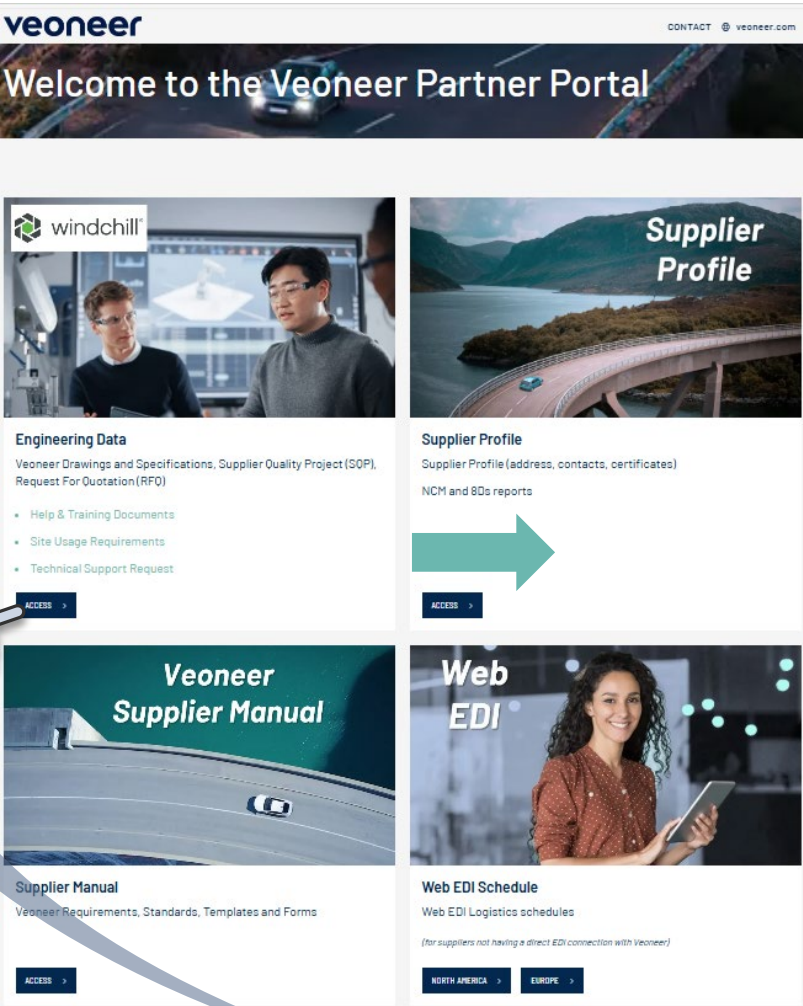 veoneer
CONTACT @ veoneer.com
Welcome to the Veoneer Partner Portal
windchill®
Supplier
Profile
Engineering Data
Veoneer Drawings and Specifications, Supplier Quality Project (SQP),
Request For Quotation (RFQ)
• Help & Training Documents
• Site Usage Requirements
• Technical Support Request
ACCESS >
Supplier Profile
Supplier Profile (address, contacts, certificates)
NCM and 8Ds reports
ACCESS >
Veoneer
Supplier Manual
Web
EDI
Supplier Manual
Veoneer Requirements, Standards, Templates and Forms
ACCESS >
Web EDI Schedule
Web EDI Logistics schedules
(for suppliers not having a direct EDI connection with Veoneer)
NORTH AMERICA > EUROPE >